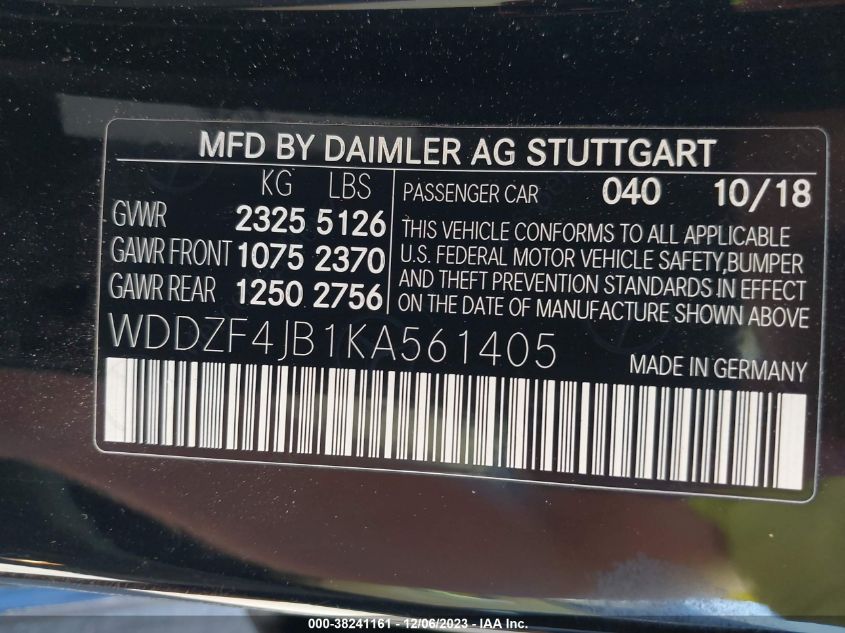 MFD BY DAIMLER AG STUTTGART
KG LBS
GVWR 2325 5126
GAWR FRONT 1075 2370
GAWR REAR 1250 2756
PASSENGER CAR 040 10/18
THIS VEHICLE CONFORMS TO ALL APPLICABLE
U.S. FEDERAL MOTOR VEHICLE SAFETY,BUMPER
AND THEFT PREVENTION STANDARDS IN EFFECT
ON THE DATE OF MANUFACTURE SHOWN ABOVE
WDDZF4JB1KA561405
MADE IN GERMANY
000-38241161 - 12/06/2023 - IAA Inc.